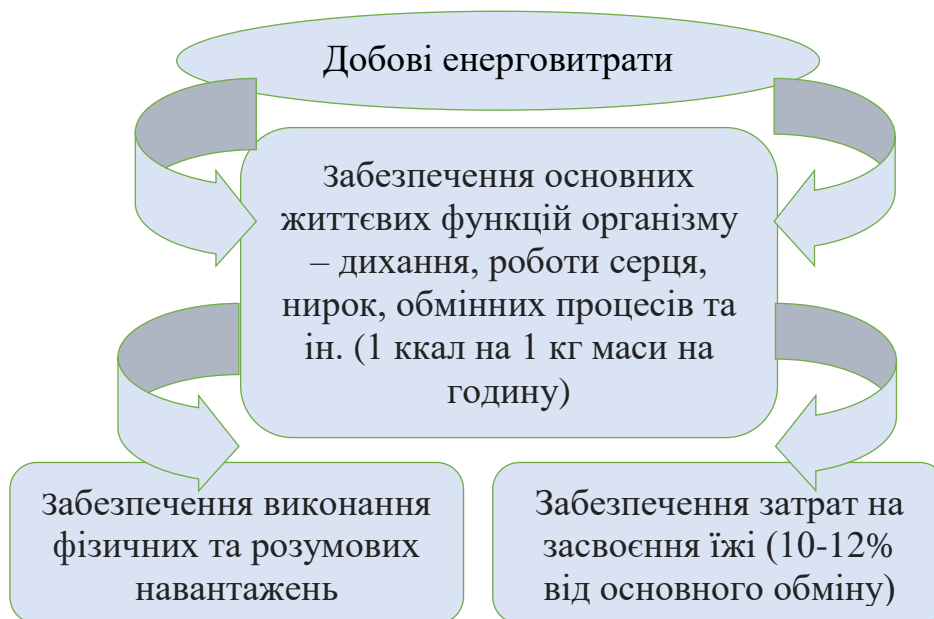 Добові енерговитрати
Забезпечення основних
життєвих функцій організму
– дихання, роботи серця,
нирок, обмінних процесів та
ін. (1 ккал на 1 кг маси на
годину)
Забезпечення виконання
фізичних та розумових
навантажень
Забезпечення затрат на
засвоєння їжі (10-12%
від основного обміну)